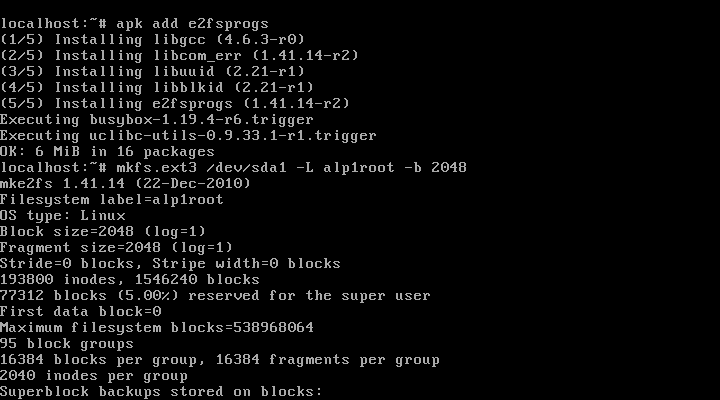 localhost:~# apk add e2fsprogs
(1/5) Installing libgcc (4.6.3-r0)
(2/5) Installing libcom_err (1.41.14-r2)
(3/5) Installing libuuid (2.21-r1)
(4/5) Installing libblkid (2.21-r1)
(5/5) Installing e2fsprogs (1.41.14-r2)
Executing busybox-1.19.4-r6.trigger
Executing uclibc-utils-0.9.33.1-r1.trigger
OK: 6 MiB in 16 packages
localhost:~# mkfs.ext3 /dev/sda1 -L alp1root -b 2048
mke2fs 1.41.14 (22-Dec-2010)
Filesystem label=alp1root
OS type: Linux
Block size=2048 (log=1)
Fragment size=2048 (log=1)
Stride=0 blocks, Stripe width=0 blocks
193800 inodes, 1546240 blocks
77312 blocks (5.00%) reserved for the super user
First data block=0
Maximum filesystem blocks=538968064
95 block groups
16384 blocks per group, 16384 fragments per group
2040 inodes per group
Superblock backups stored on blocks: